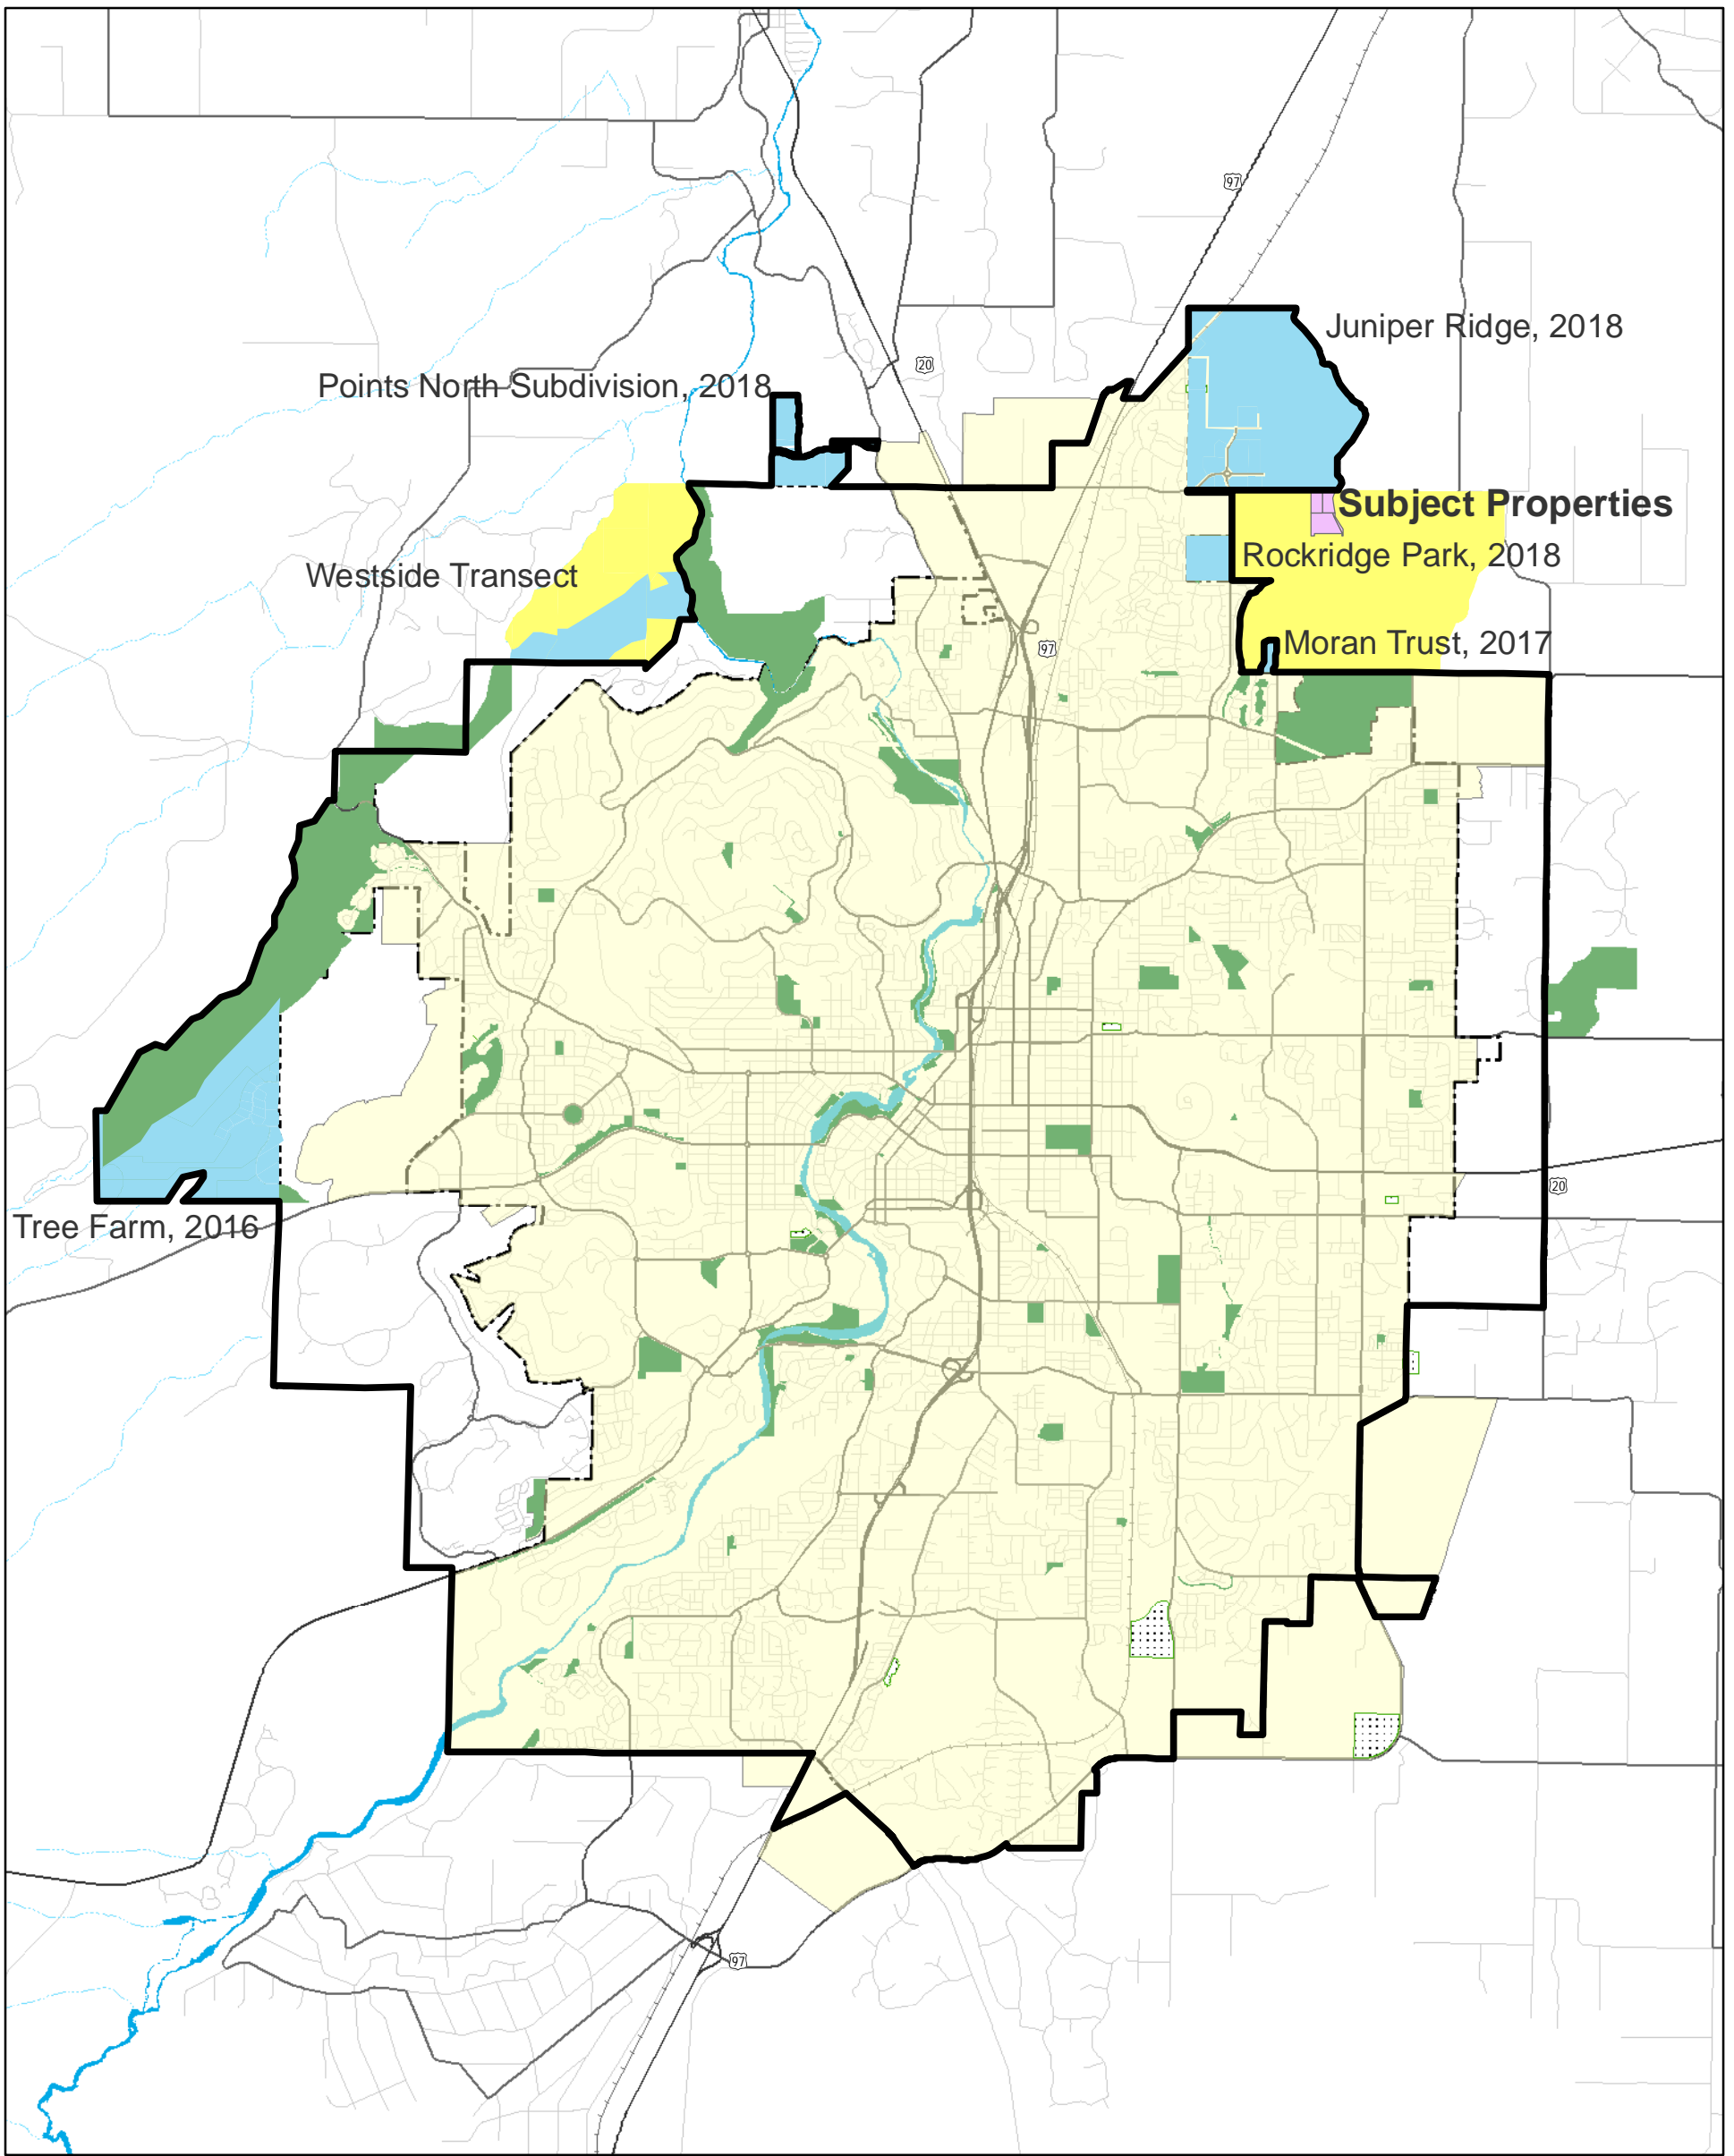 97
Juniper Ridge, 2018
20
Points North Subdivision, 2018
Subject Properties
Rockridge Park, 2018
Westside Transect
Moran Trust, 2017
97
20
Tree Farm, 2016
97